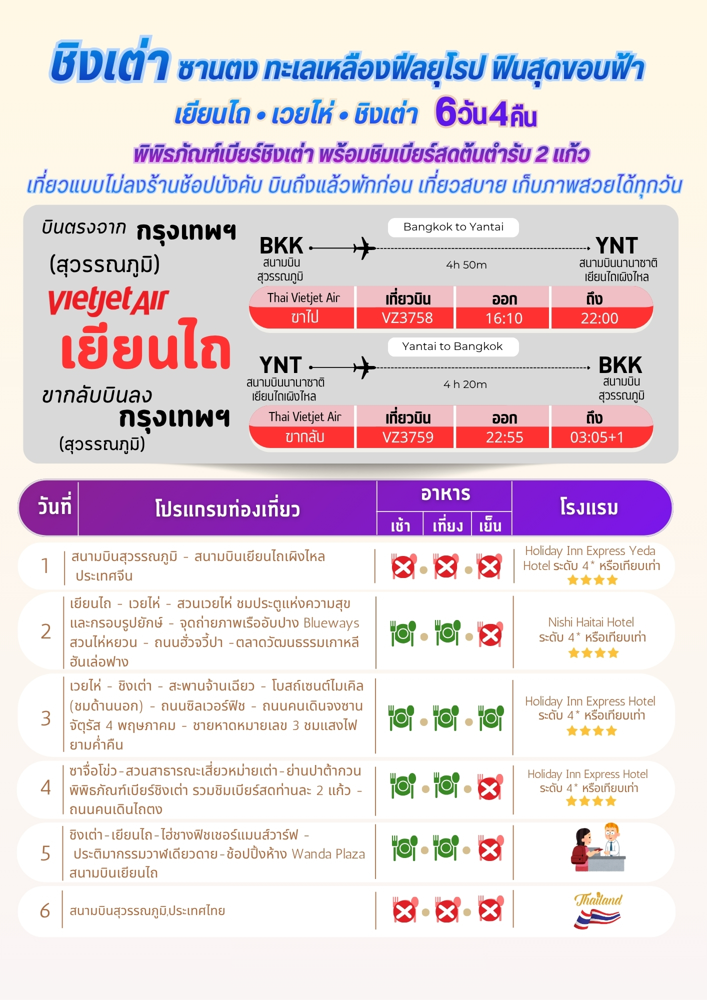 ชิงเต่า ซานตง ทะเลเหลืองฟีลยุโรป ฟินสุดขอบฟ้า
เยียนไถ • เวยไห่ • ชิงเต่า 6วัน4คืน
พิพิธภัณฑ์เบียร์ชิงเต่า พร้อมชิมเบียร์สดต้นตำรับ 2 แก้ว
เที่ยวแบบไม่ลงร้านช้อปบังคับ บินถึงแล้วพักก่อน เที่ยวสบาย เก็บภาพสวยได้ทุกวัน
บินตรงจาก กรุงเทพฯ
(สุวรรณภูมิ)
vietjet Air
เยียนไถ
ขากลับบินลง
กรุงเทพฯ
(สุวรรณภูมิ)
Bangkok to Yantai
BKK YNT
สนามบิน
สุวรรณภูมิ
4h 50m
สนามบินนานาชาติ
เยียนไถเผิงไหล
Thai Vietjet Air เที่ยวบิน ออก ถึง
ขาไป VZ3758 16:10 22:00
Yantai to Bangkok
YNT BKK
สนามบินนานาชาติ
เยียนไถเผิงไหล
4 h 20m
สนามบิน
สุวรรณภูมิ
Thai Vietjet Air เที่ยวบิน ออก ถึง
ขากลับ VZ3759 22:55 03:05+1
วันที่ โปรแกรมท่องเที่ยว อาหาร โรงแรม
เช้า เที่ยง เย็น
1
สนามบินสุวรรณภูมิ - สนามบินเยียนไถเผิงไหล
ประเทศจีน
Holiday Inn Express Yeda
Hotel ระดับ 4* หรือเทียบเท่า
2
เยียนไถ - เวยไห่ - สวนเวยไห่ ชมประตูแห่งความสุข
และกรอบรูปยักษ์ - จุดถ่ายภาพเรืออับปาง Blueways
สวนไห่หยวน - ถนนฮั่วจวี้ปา -ตลาดวัฒนธรรมเกาหลี
ฮันเล่อฟาง
Nishi Haitai Hotel
ระดับ 4* หรือเทียบเท่า
3
เวยไห่ - ชิงเต่า - สะพานจ้านเฉียว - โบสถ์เซนต์ไมเคิล
(ชมด้านนอก) - ถนนซิลเวอร์ฟิช - ถนนคนเดินจงซาน
จัตุรัส 4 พฤษภาคม - ชายหาดหมายเลข 3 ชมแสงไฟ
ยามค่ำคืน
Holiday Inn Express Hotel
ระดับ 4* หรือเทียบเท่า
4
ซาจื่อโข่ว-สวนสาธารณะเสี่ยวหม่ายเต่า-ย่านปาต้ากวน
พิพิธภัณฑ์เบียร์ชิงเต่า รวมชิมเบียร์สดท่านละ 2 แก้ว -
ถนนคนเดินไถตง
Holiday Inn Express Hotel
ระดับ 4* หรือเทียบเท่า
5
ชิงเต่า-เยียนไถ-ไฮ่ชางฟิชเชอร์แมนส์วาร์ฟ -
ประติมากรรมวาฬเดียวดาย-ช้อปปิ้งห้าง Wanda Plaza
สนามบินเยียนไถ
6
สนามบินสุวรรณภูมิ,ประเทศไทย
Thailand